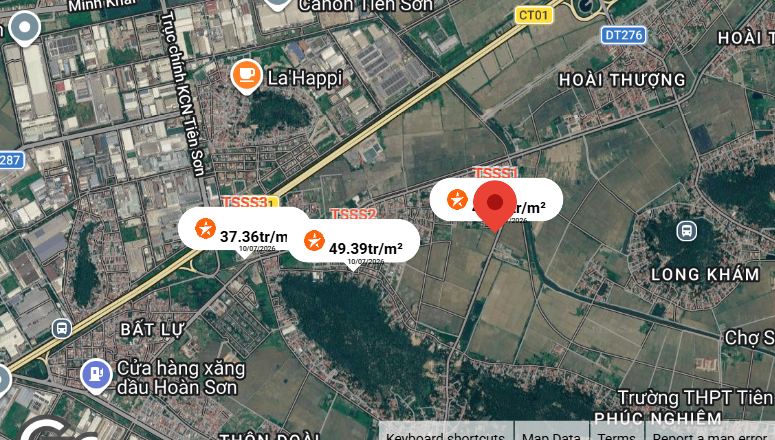 Minh Khai
Canon Tiên Sơn
CT01
DT276
HOÀI T
Trục chính KCN Tiên Sơn
La'Happi
HOÀI THƯỢNG
287
TSSS1
TSSS3
1
TSSS2
r/m²
/2026
37.36tr/m
10/07/2026
49.39tr/m²
10/07/2026
LONG KHÁM
BẤT LỰ
Chợ S
Cửa hàng xăng
dầu Hoàn Sơn
Trường THPT Tiên
PHÚC NGHIÊM
THÔN ĐOÀI
Keyboard shortcuts
Map Data
Terms
Report a map error